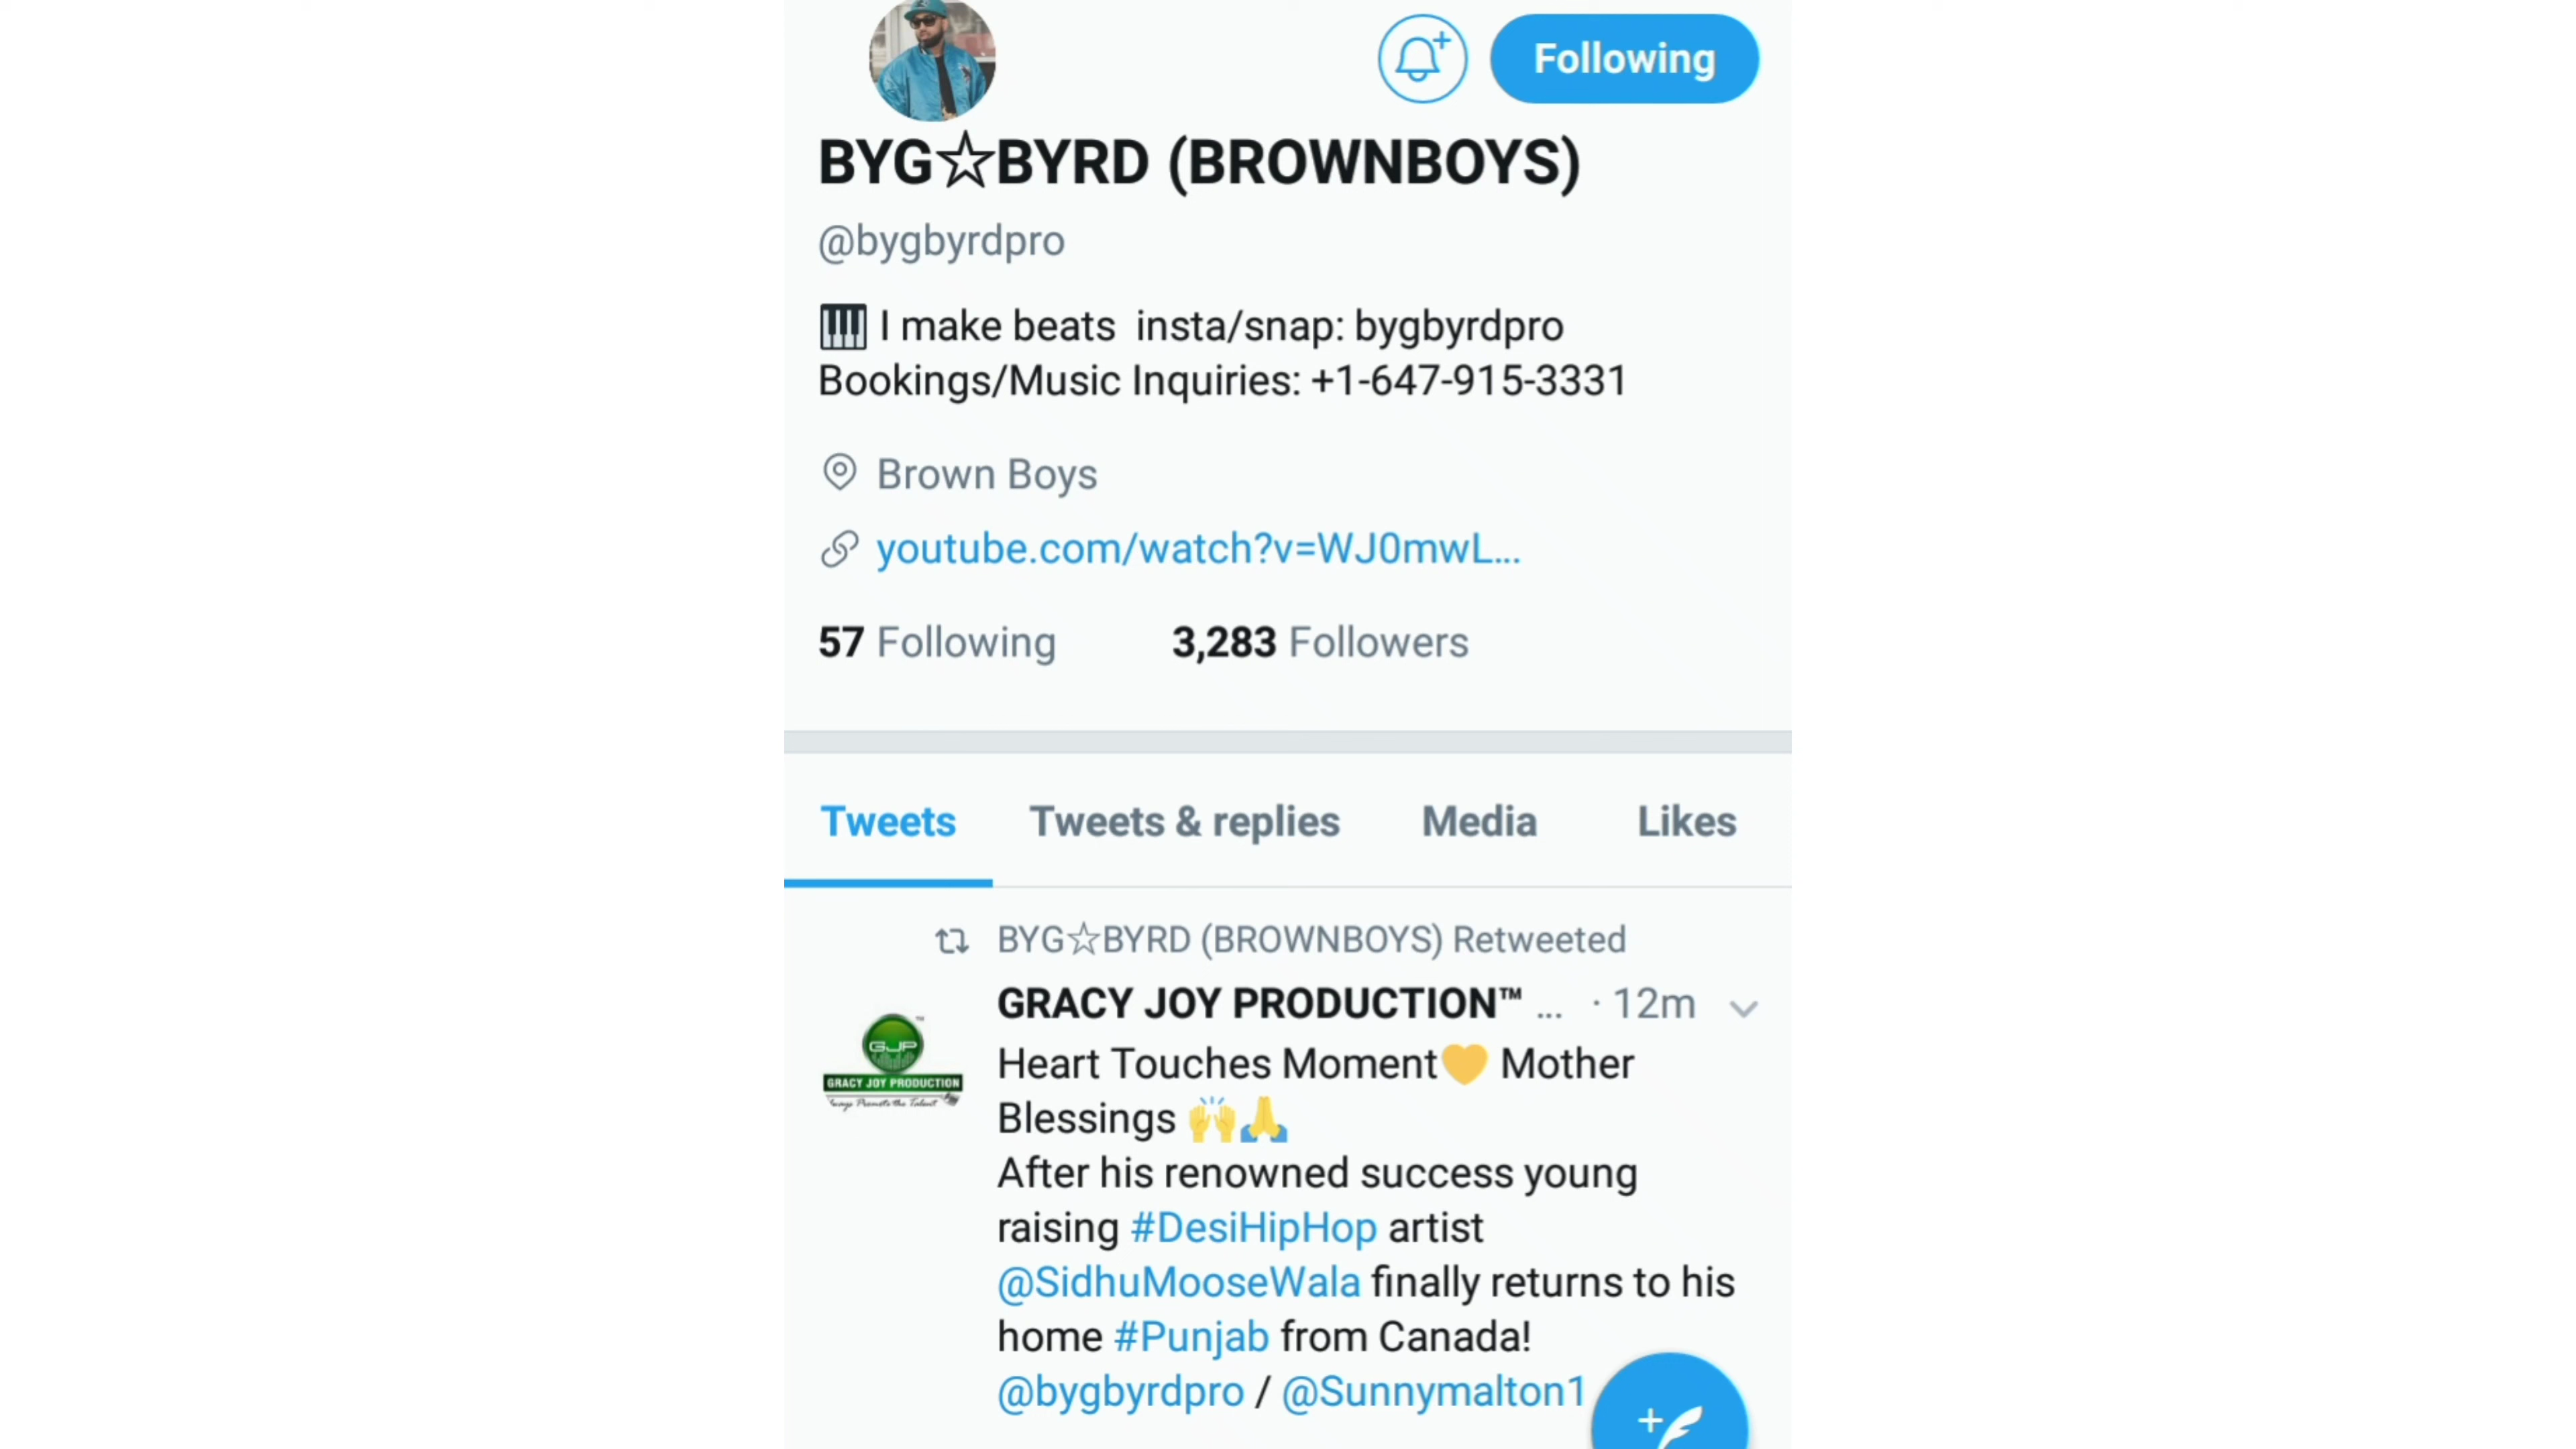 Following
BYG☆BYRD (BROWNBOYS)
@bygbyrdpro
🎹 I make beats insta/snap: bygbyrdpro
Bookings/Music Inquiries: +1-647-915-3331
Brown Boys
youtube.com/watch?v=WJ0mwL...
57 Following 3,283 Followers
Tweets Tweets & replies Media Likes
BYG☆BYRD (BROWNBOYS) Retweeted
GRACY JOY PRODUCTION™ ... · 12m
GJP
GRACY JOY PRODUCTION
Heart Touches Moment💛 Mother
Blessings 🙌🙏
After his renowned success young
raising #DesiHipHop artist
@SidhuMooseWala finally returns to his
home #Punjab from Canada!
@bygbyrdpro / @Sunnymalton1